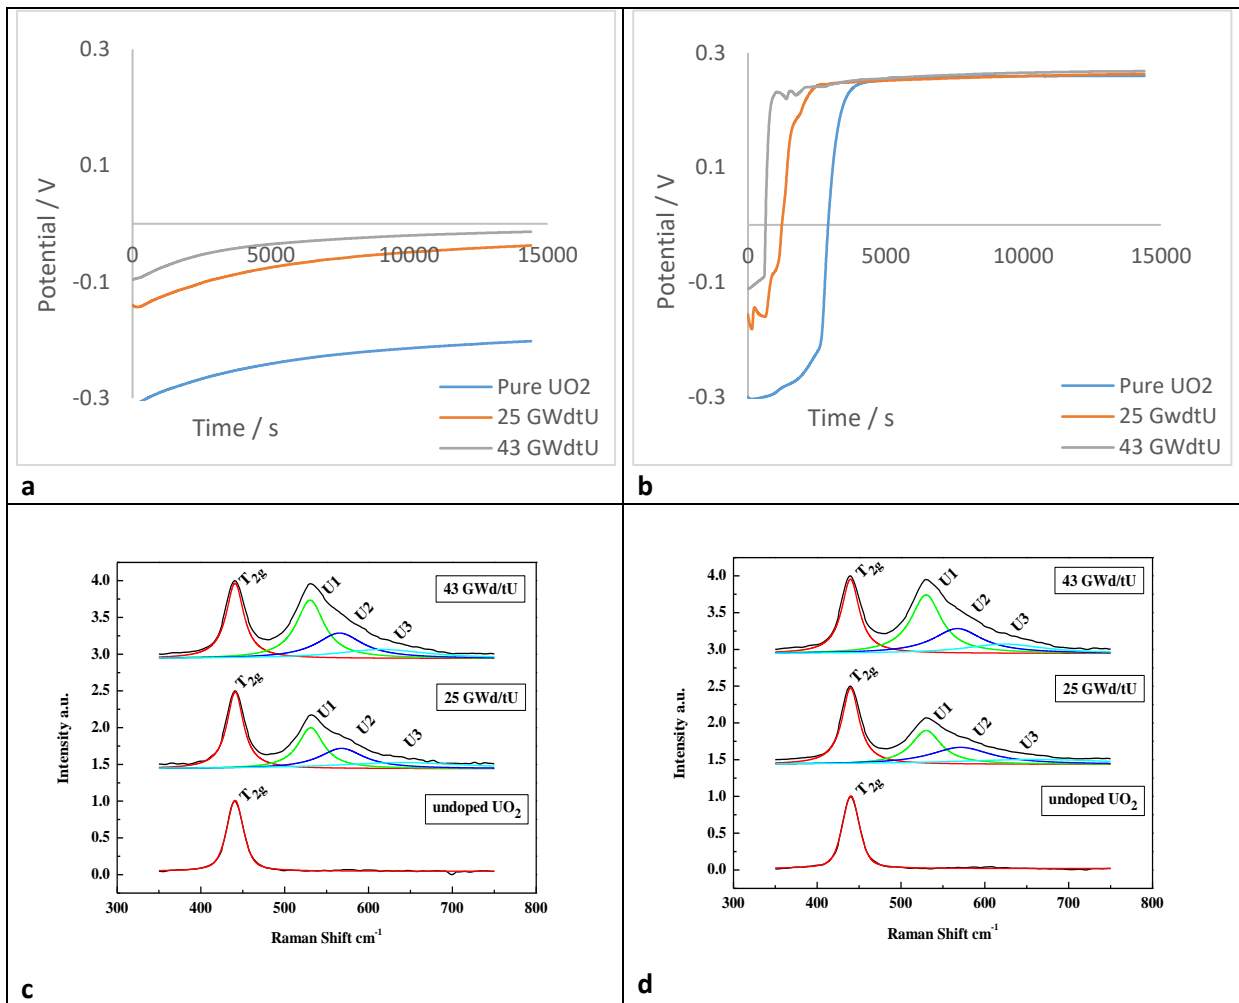 0.3
0.1
-0.1
-0.3
0
5000
10000
15000
Potential / V
Time / s
Pure UO2
25 GWdtU
43 GWdtU
a
0.3
0.1
-0.1
-0.3
0
5000
10000
15000
Potential / V
Time / s
Pure UO2
25 GwdtU
43 GWdtU
b
4.0
3.5
3.0
2.5
2.0
1.5
1.0
0.5
0.0
Intensity a.u.
T2g
U1
U2
U3
43 GWd/tU
T2g
U1
U2
U3
25 GWd/tU
T2g
undoped UO2
300
400
500
600
700
800
Raman Shift cm-1
c
4.0
3.5
3.0
2.5
2.0
1.5
1.0
0.5
0.0
Intensity a.u.
T2g
U1
U2
U3
43 GWd/tU
T2g
U1
U2
U3
25 GWd/tU
T2g
undoped UO2
300
400
500
600
700
800
Raman Shift cm-1
d